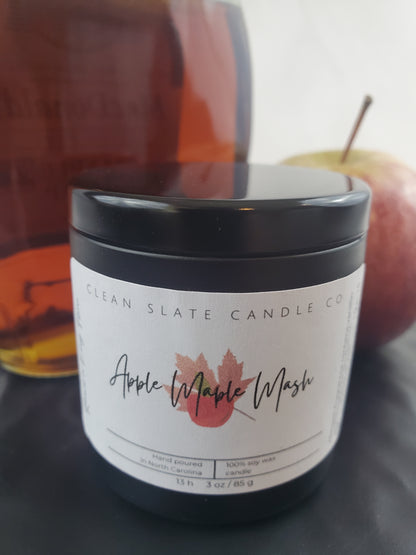 CLEAN SLATE CANDLE CO
Apple Maple Mash
Hand poured
in North Carolina
100% soy wax
candle
13 h 3 oz / 85 g